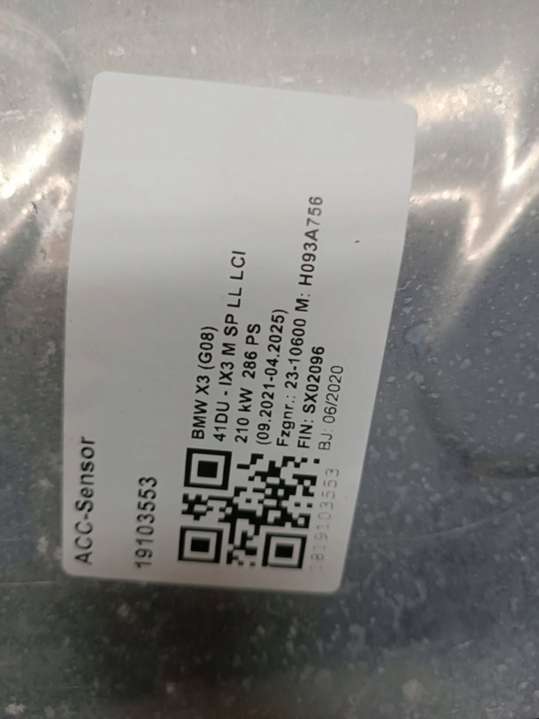 ACC-Sensor
19103553
BMW X3 (G08)
41DU - IX3 M SP LL LCI
210 kW 286 PS
(09.2021-04.2025)
Fzgnr.: 23-10600 M: H093A756
FIN: SX02096
BJ: 06/2020
1819103553